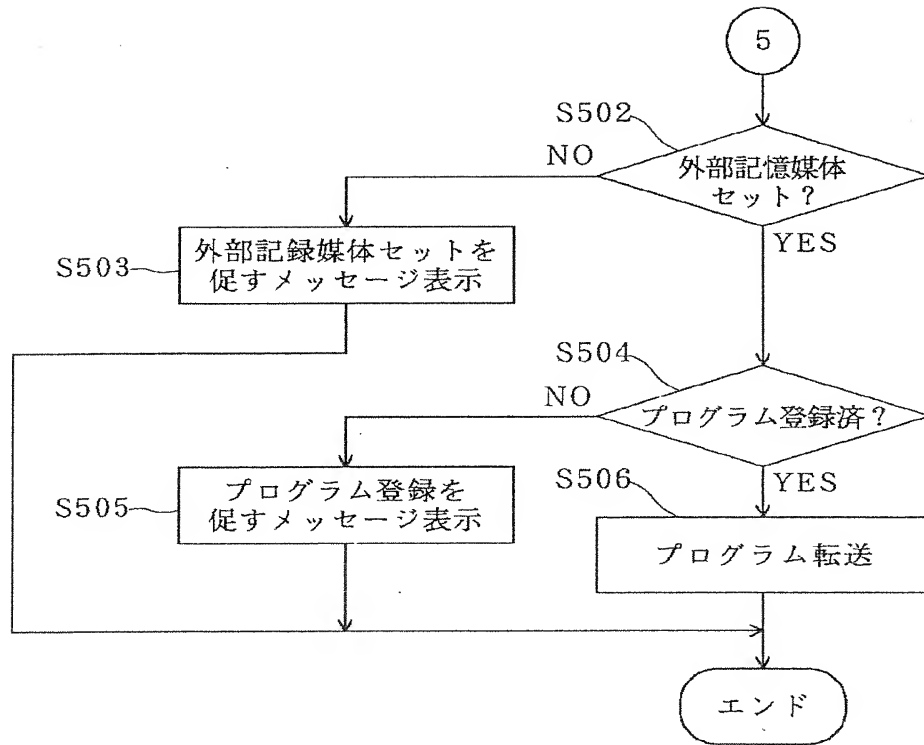 5
S502
NO
外部記憶媒体
セット？
YES
S503
外部記録媒体セットを
促すメッセージ表示
S504
NO
プログラム登録済？
YES
S505
プログラム登録を
促すメッセージ表示
S506
プログラム転送
エンド